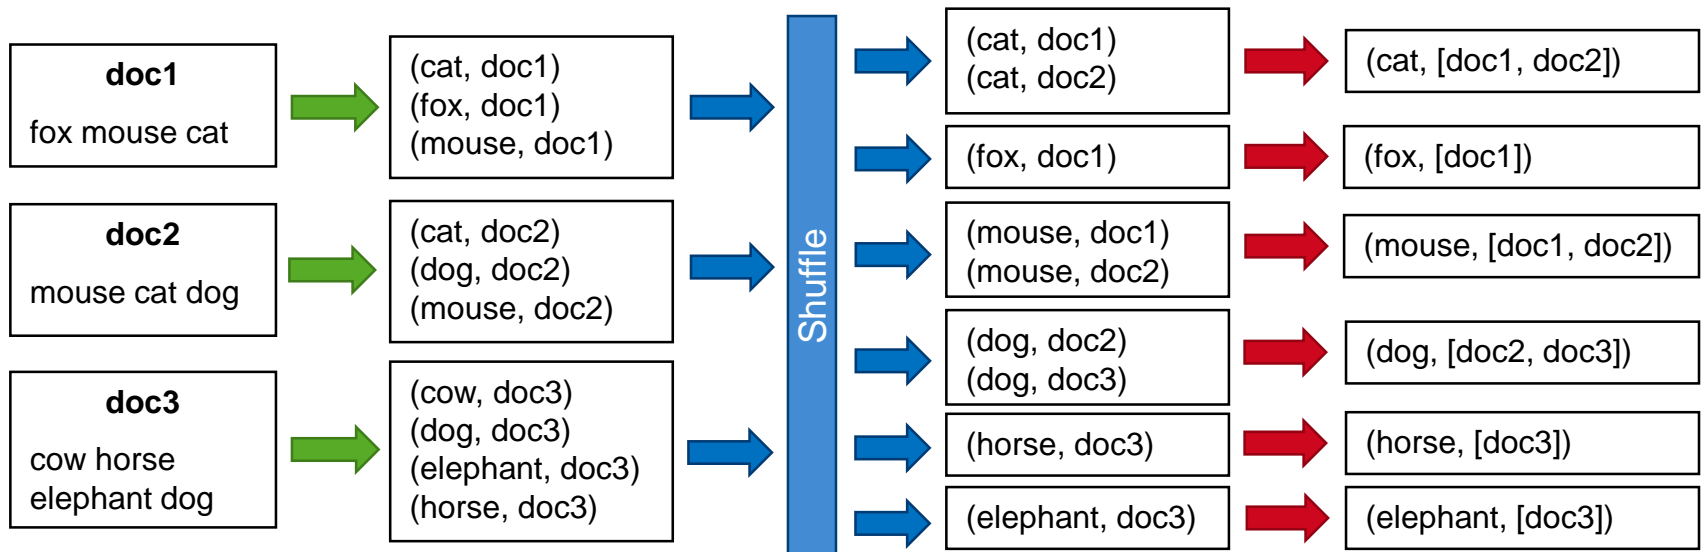 doc1
fox mouse cat
doc2
mouse cat dog
doc3
cow horse
elephant dog
(cat, doc1)
(fox, doc1)
(mouse, doc1)
(cat, doc2)
(dog, doc2)
(mouse, doc2)
(cow, doc3)
(dog, doc3)
(elephant, doc3)
(horse, doc3)
Shuffle
(cat, doc1)
(cat, doc2)
(fox, doc1)
(mouse, doc1)
(mouse, doc2)
(dog, doc2)
(dog, doc3)
(horse, doc3)
(elephant, doc3)
(cat, [doc1, doc2])
(fox, [doc1])
(mouse, [doc1, doc2])
(dog, [doc2, doc3])
(horse, [doc3])
(elephant, [doc3])